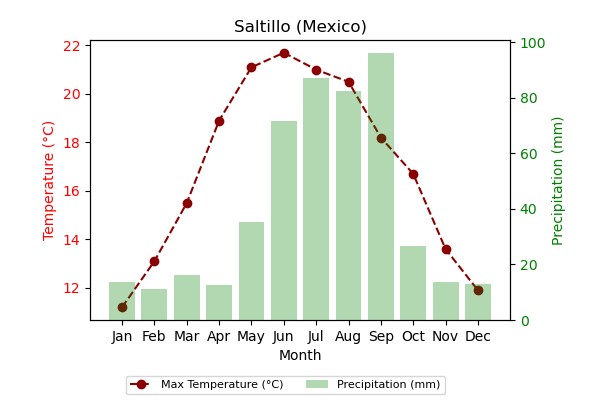 Saltillo (Mexico)
22
20
18
16
14
12
Temperature (°C)
100
80
60
40
20
0
Precipitation (mm)
Jan Feb Mar Apr May Jun Jul Aug Sep Oct Nov Dec
Month
Max Temperature (°C) Precipitation (mm)